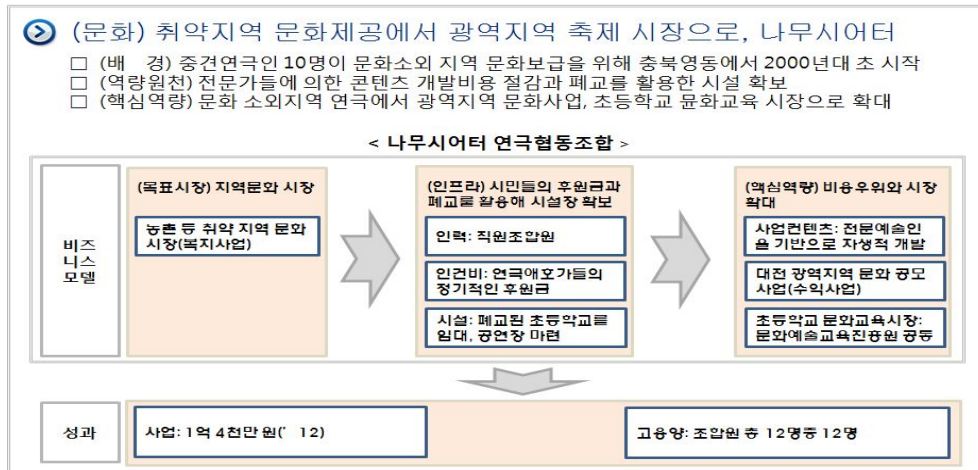 (문화) 취약지역 문화제공에서 광역지역 축제 시장으로, 나무시어터
□ (배 경) 중견연극인 10명이 문화소외 지역 문화보급을 위해 충북영동에서 2000년대 초 시작
□ (역량원천) 전문가들에 의한 콘텐츠 개발비용 절감과 폐교를 활용한 시설 확보
□ (핵심역량) 문화 소외지역 연극에서 광역지역 문화사업, 초등학교 뮨화교육 시장으로 확대
< 나무시어터 연극협동조합 >
비즈
니스
모델
(목표시장) 지역문화 시장
농촌 등 취약 지역 문화
시장(복지사업)
(인프라) 시민들의 후원금과
폐교를 활용해 시설장 확보
인력: 직원조합원
인건비: 연극애호가들의
정기적인 후원금
시설: 폐교된 초등학교를
임대, 공연장 마련
(핵심역량) 비용우위와 시장
확대
사업컨텐츠: 전문예술인
을 기반으로 자생적 개발
대전 광역지역 문화 공모
사업(수익사업)
초등학교 문화교육시장:
문화예술교육진흥원 공동
성과
사업: 1억 4천만 원(' 12)
고용양: 조합원 총 12명중 12명